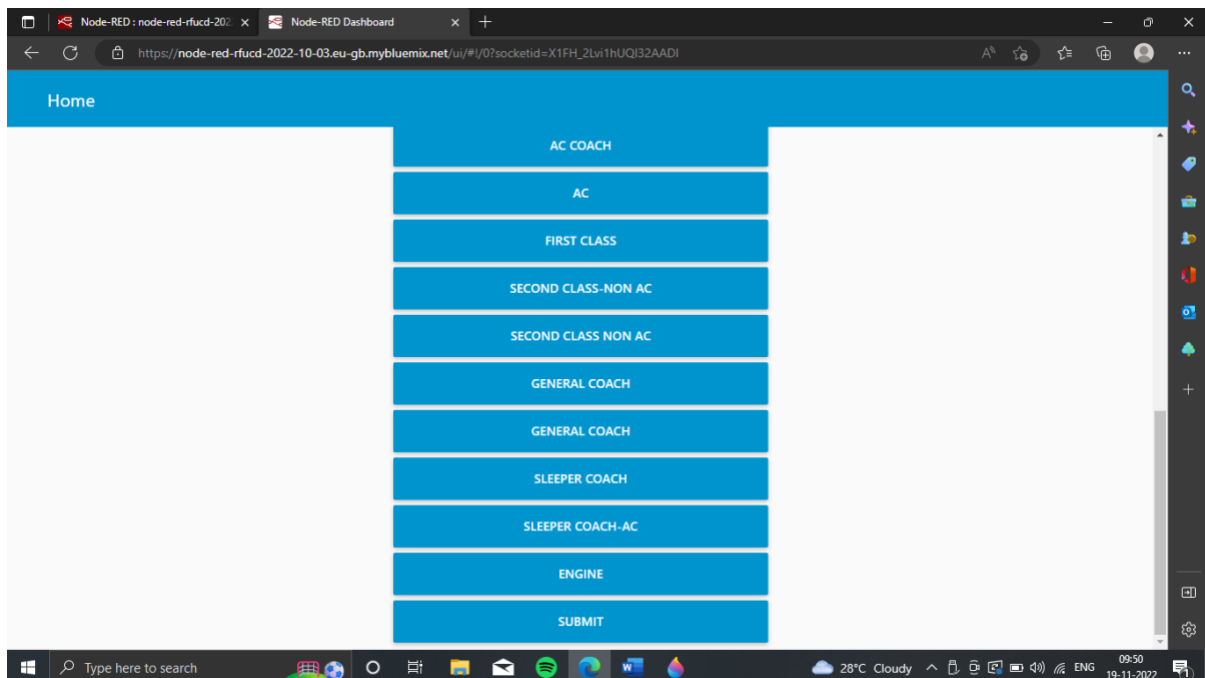 Node-RED : node-red-rfucd-202
Node-RED Dashboard
https://node-red-rfucd-2022-10-03.eu-gb.mybluemix.net/ui/#!/0?socketid=X1FH_2Lvi1hUQI32AADI
Home
AC COACH
AC
FIRST CLASS
SECOND CLASS-NON AC
SECOND CLASS NON AC
GENERAL COACH
GENERAL COACH
SLEEPER COACH
SLEEPER COACH-AC
ENGINE
SUBMIT
Type here to search
28°C Cloudy
ENG
09:50
19-11-2022